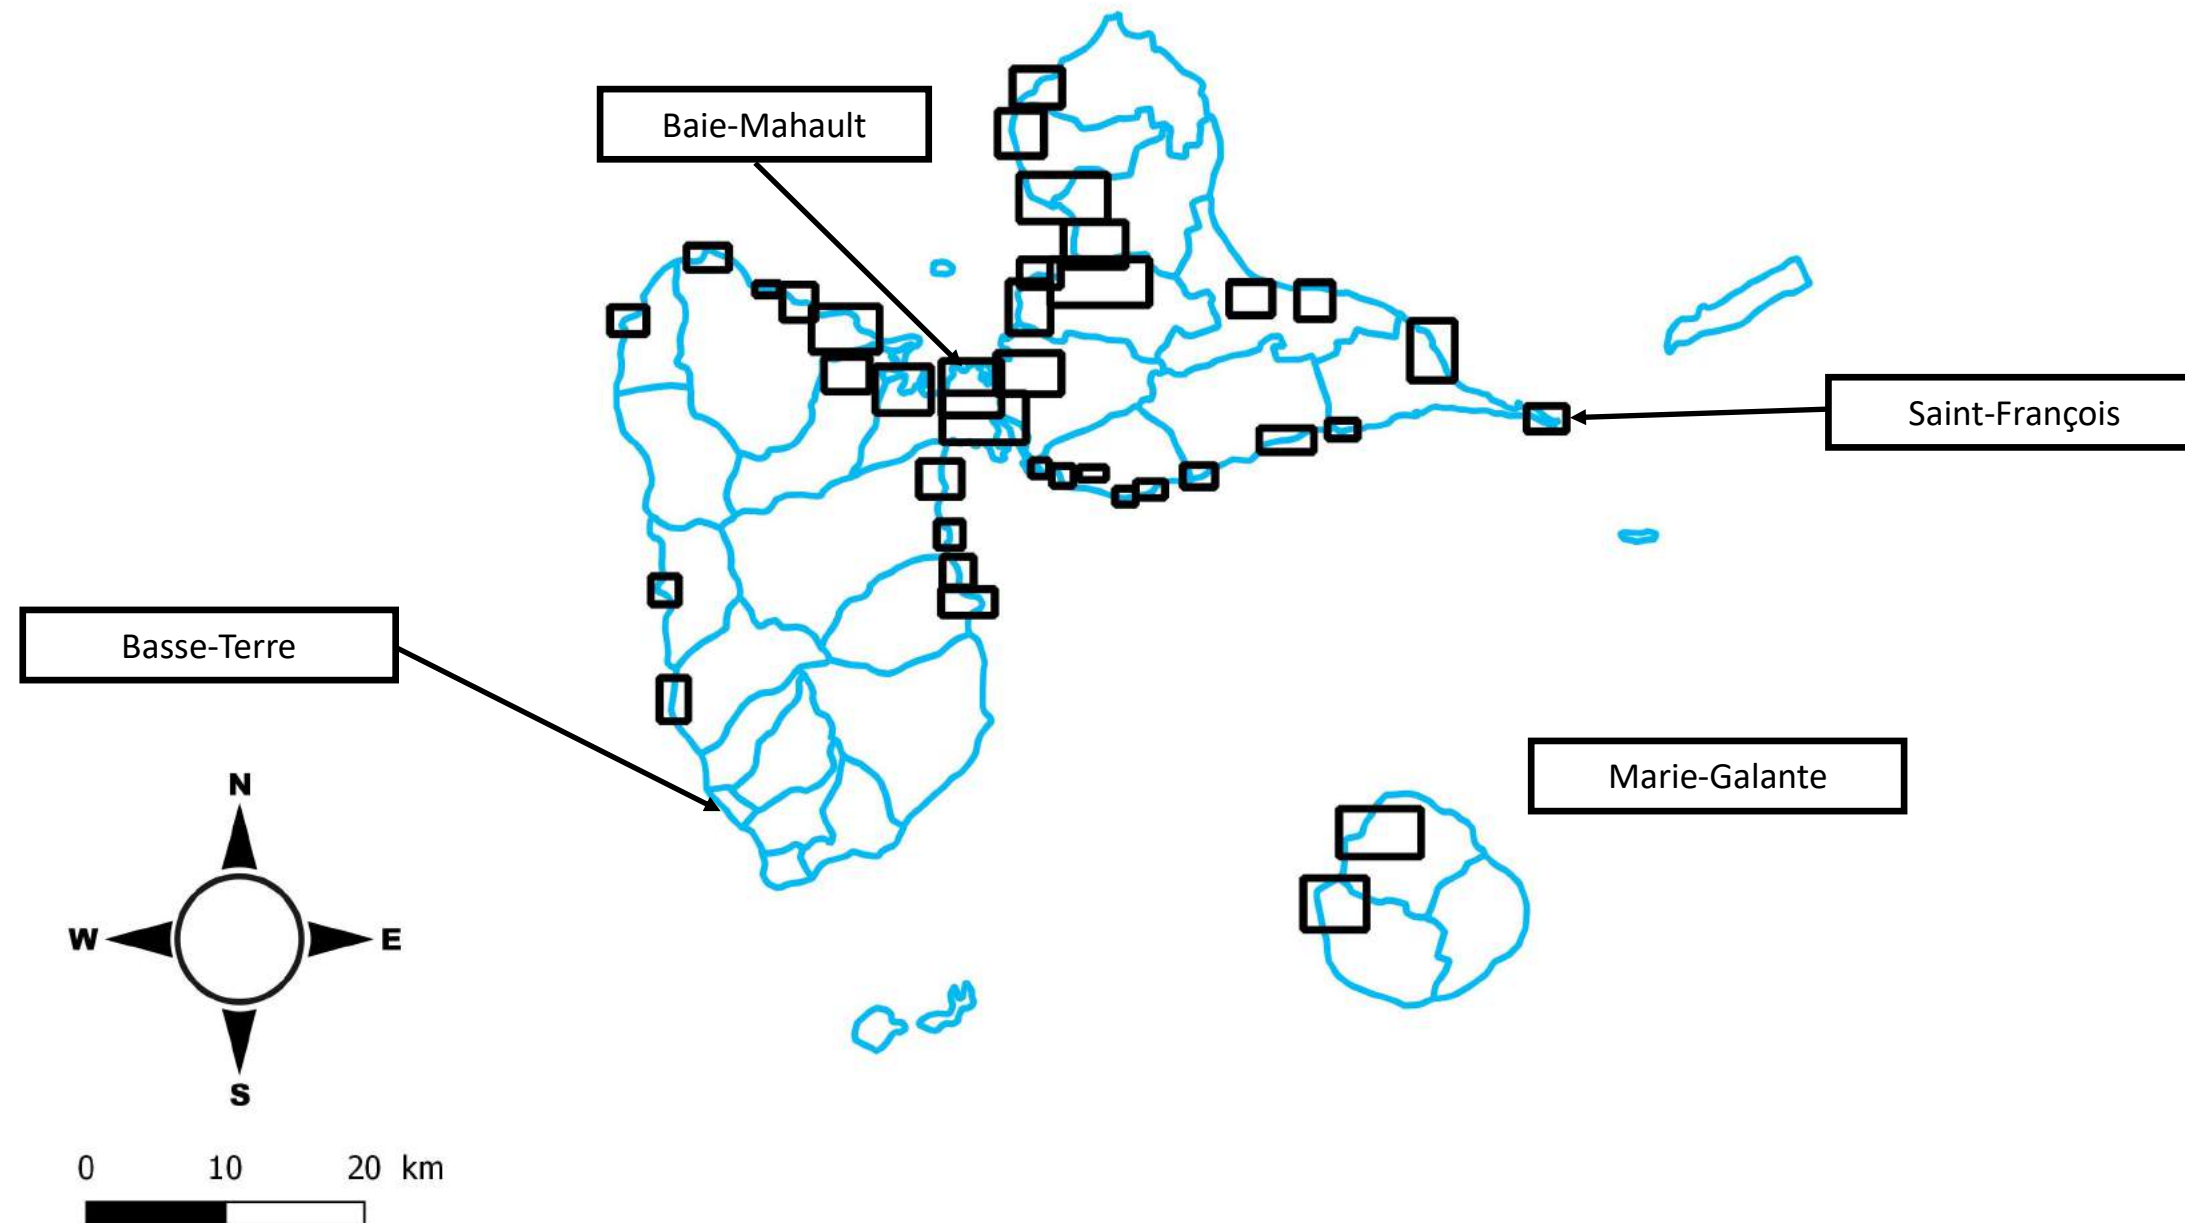 Baie-Mahault
Saint-François
Basse-Terre
Marie-Galante
N
W
E
S
0 10 20 km